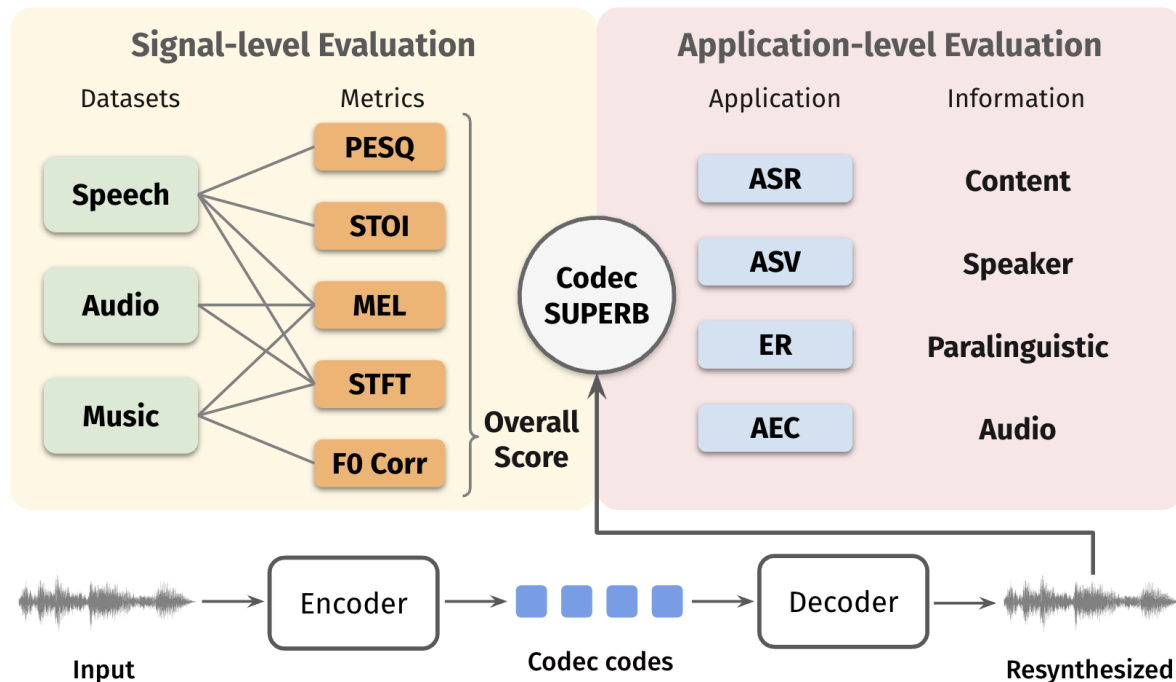 Signal-level Evaluation
Application-level Evaluation
Datasets
Metrics
Application
Information
Speech
Audio
Music
PESQ
STOI
MEL
STFT
F0 Corr
Overall
Score
Codec
SUPERB
ASR
Content
ASV
Speaker
ER
Paralinguistic
AEC
Audio
Encoder
Decoder
Input
Codec codes
Resynthesized